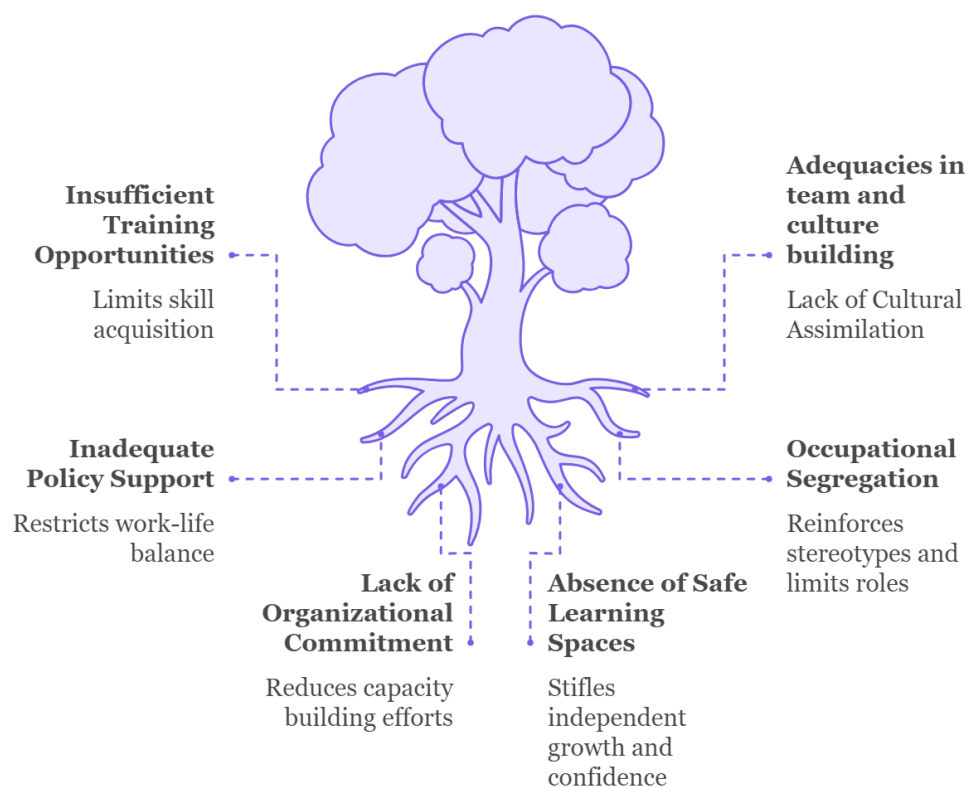 Insufficient
Training
Opportunities
Limits skill
acquisition
Adequacies in
team and
culture
building
Lack of Cultural
Assimilation
Inadequate
Policy Support
Restricts work-life
balance
Occupational
Segregation
Reinforces
stereotypes and
limits roles
Lack of
Organizational
Commitment
Reduces capacity
building efforts
Absence of Safe
Learning
Spaces
Stifles
independent
growth and
confidence